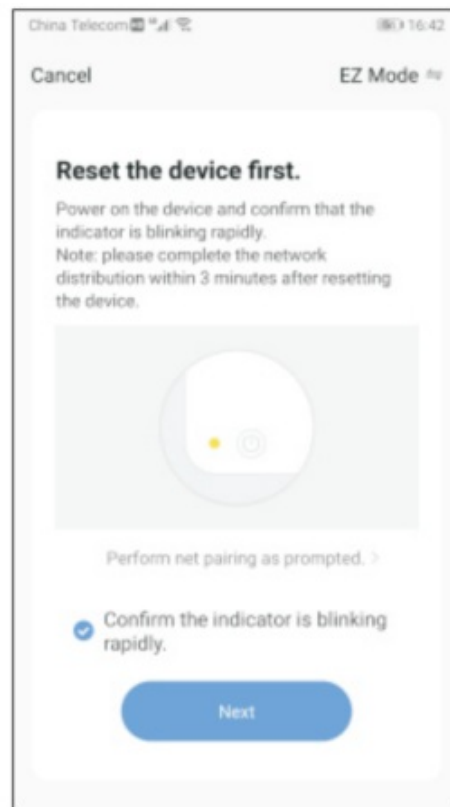 China Telecom
16:42
Cancel
EZ Mode
Reset the device first.
Power on the device and confirm that the
indicator is blinking rapidly.
Note: please complete the network
distribution within 3 minutes after resetting
the device.
Perform net pairing as prompted. >
Confirm the indicator is blinking
rapidly.
Next